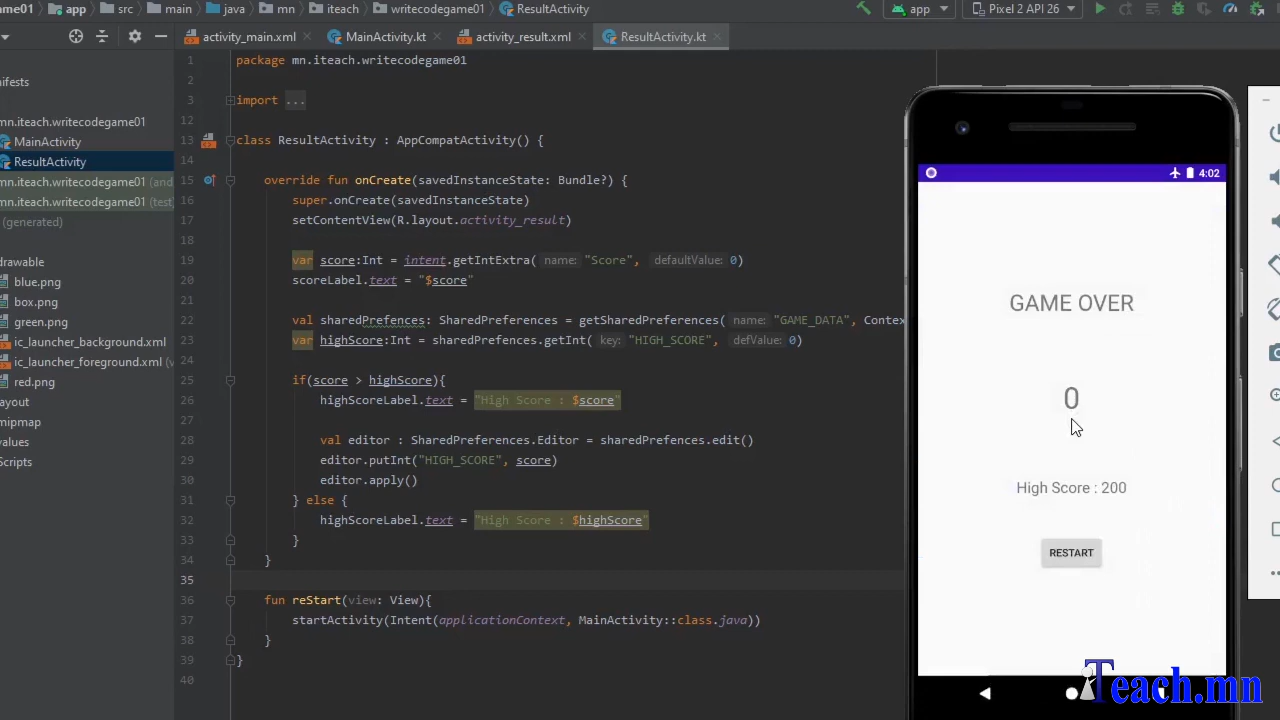 ame01 app src main java mn iteach writecodegame01 ResultActivity app Pixel 2 API 26
activity_main.xml MainActivity.kt activity_result.xml ResultActivity.kt
nifests
mn.iteach.writecodegame01
MainActivity
ResultActivity
mn.iteach.writecodegame01 (and
mn.iteach.writecodegame01 (test)
(generated)
drawable
blue.png
box.png
green.png
ic_launcher_background.xml
ic_launcher_foreground.xml (v
red.png
ayout
mipmap
values
Scripts
1 package mn.iteach.writecodegame01
2
3 import ...
12
13 class ResultActivity : AppCompatActivity() {
14
15 override fun onCreate(savedInstanceState: Bundle?) {
16 super.onCreate(savedInstanceState)
17 setContentView(R.layout.activity_result)
18
19 var score:Int = intent.getIntExtra( name: "Score", defaultValue: 0)
20 scoreLabel.text = "$score"
21
22 val sharedPrefences: SharedPreferences = getSharedPreferences( name: "GAME_DATA", Contex
23 var highScore:Int = sharedPrefences.getInt( key: "HIGH_SCORE", defValue: 0)
24
25 if(score > highScore){
26 highScoreLabel.text = "High Score : $score"
27
28 val editor : SharedPreferences.Editor = sharedPrefences.edit()
29 editor.putInt("HIGH_SCORE", score)
30 editor.apply()
31 } else {
32 highScoreLabel.text = "High Score : $highScore"
33 }
34 }
35
36 fun reStart(view: View){
37 startActivity(Intent(applicationContext, MainActivity::class.java))
38 }
39 }
40
4:02
GAME OVER
0
High Score : 200
RESTART
Teach.mn